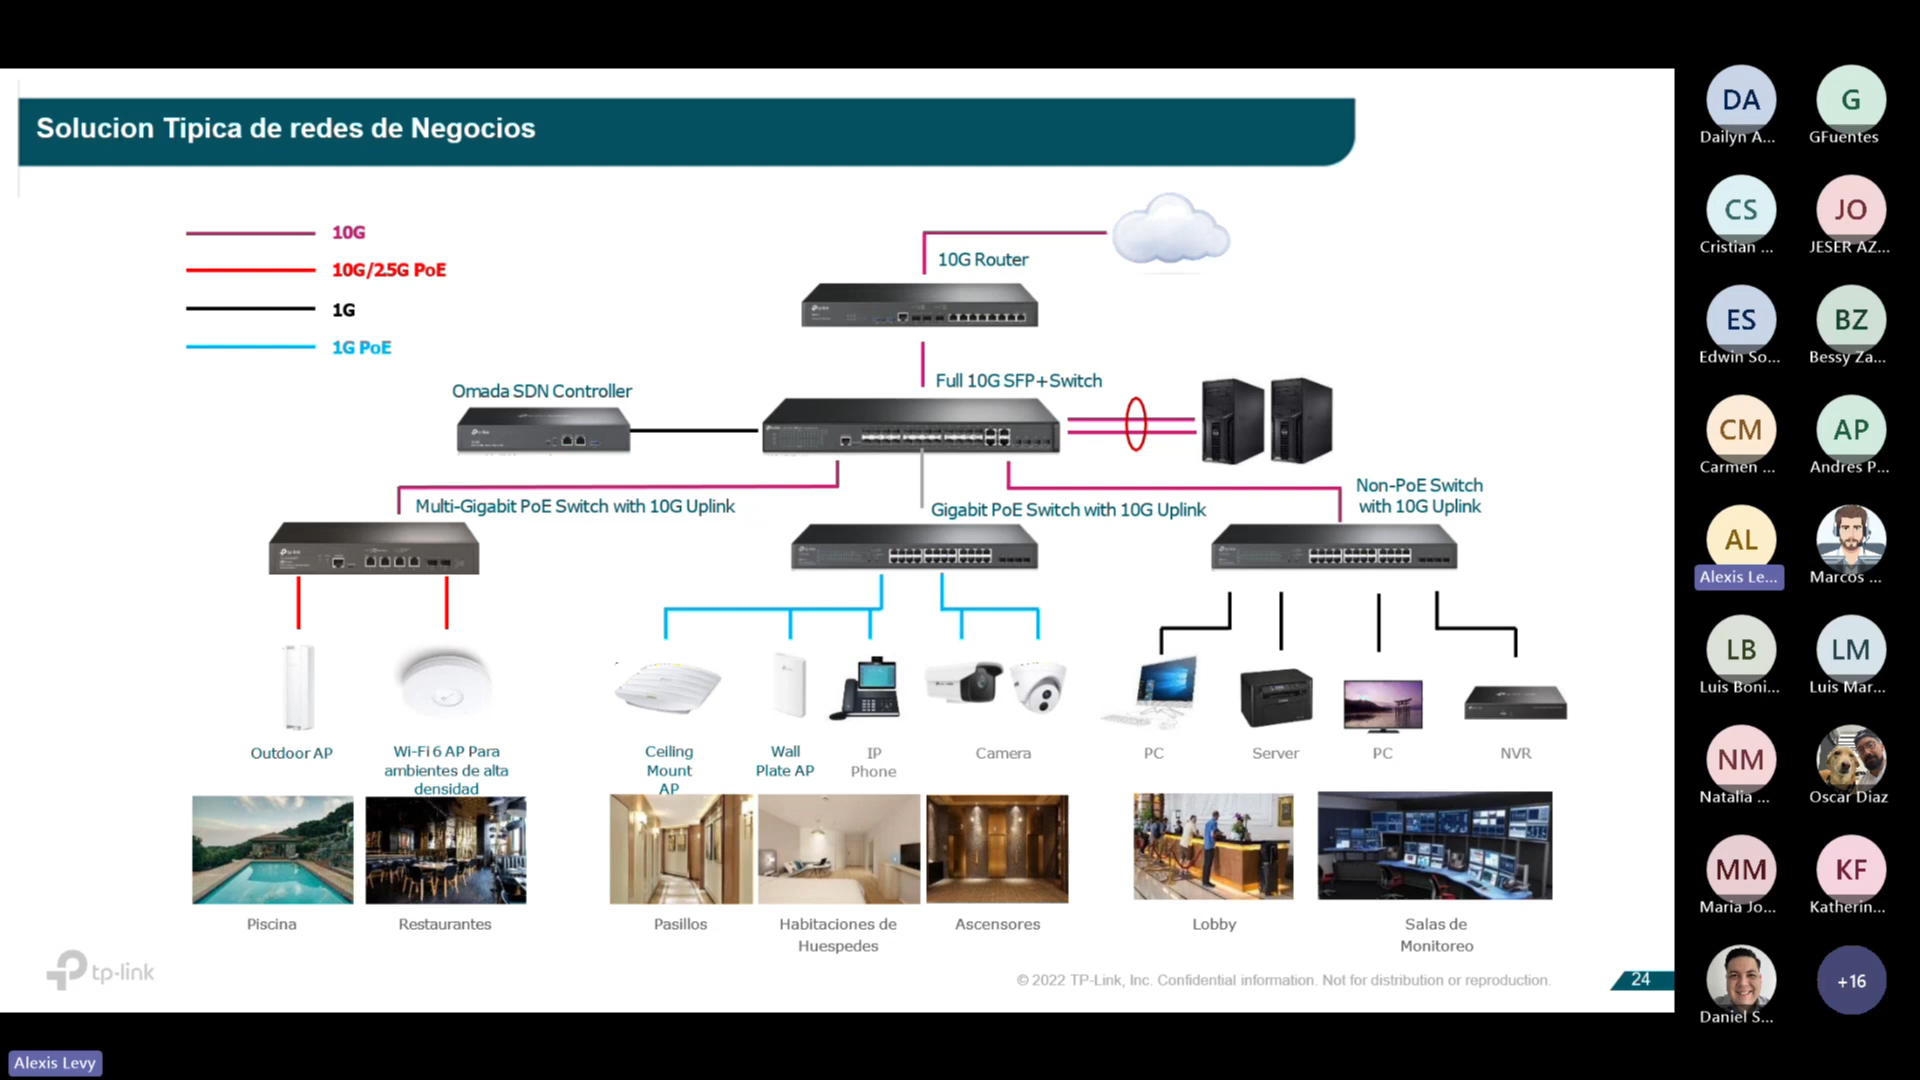 Solucion Tipica de redes de Negocios
10G
10G/2.5G PoE
1G
1G PoE
10G Router
Full 10G SFP+Switch
Omada SDN Controller
Multi-Gigabit PoE Switch with 10G Uplink
Gigabit PoE Switch with 10G Uplink
Non-PoE Switch
with 10G Uplink
Outdoor AP
Wi-Fi 6 AP Para
ambientes de alta
densidad
Ceiling
Mount
AP
Wall
Plate AP
IP
Phone
Camera
PC
Server
PC
NVR
Piscina
Restaurantes
Pasillos
Habitaciones de
Huespedes
Ascensores
Lobby
Salas de
Monitoreo
tp-link
© 2022 TP-Link, Inc. Confidential information. Not for distribution or reproduction.
24
DA
Dailyn A...
G
GFuentes
CS
Cristian ...
JO
JESER AZ...
ES
Edwin So...
BZ
Bessy Za...
CM
Carmen ...
AP
Andres P...
AL
Alexis Le...
Marcos ...
LB
Luis Boni...
LM
Luis Mar...
NM
Natalia ...
Oscar Diaz
MM
Maria Jo...
KF
Katherin...
Daniel S...
+16
Alexis Levy